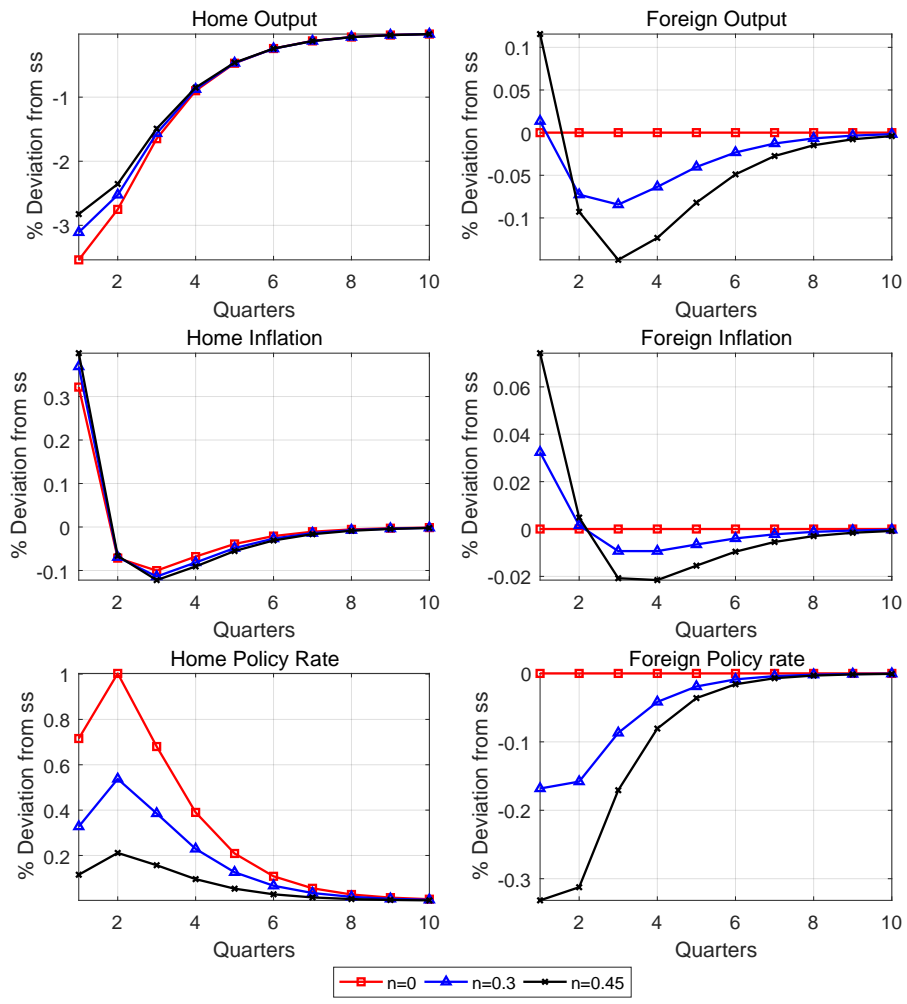 Home Output
% Deviation from ss
-1
-2
-3
2 4 6 8 10
Quarters
Foreign Output
% Deviation from ss
0.1
0.05
0
-0.05
-0.1
2 4 6 8 10
Quarters
Home Inflation
% Deviation from ss
0.3
0.2
0.1
0
-0.1
2 4 6 8 10
Quarters
Foreign Inflation
% Deviation from ss
0.06
0.04
0.02
0
-0.02
2 4 6 8 10
Quarters
Home Policy Rate
% Deviation from ss
1
0.8
0.6
0.4
0.2
2 4 6 8 10
Quarters
Foreign Policy rate
% Deviation from ss
0
-0.1
-0.2
-0.3
2 4 6 8 10
Quarters
n=0 n=0.3 n=0.45